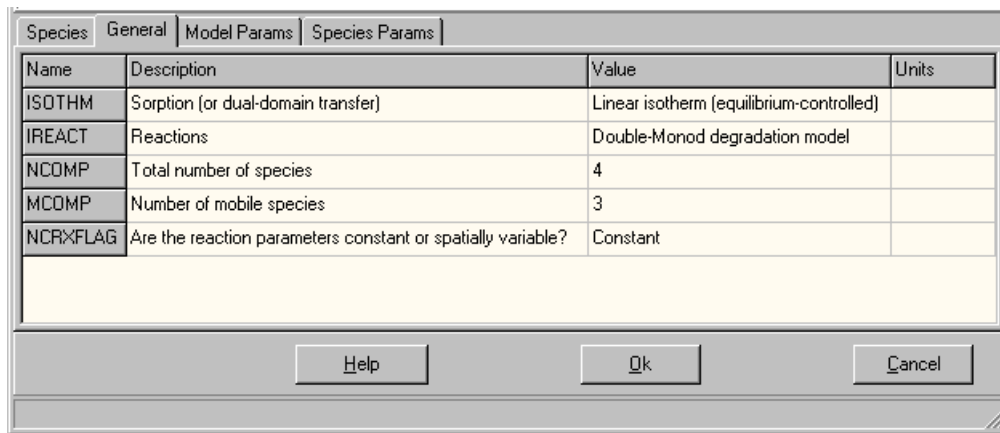 Species General Model Params Species Params
Name Description Value Units
ISOTHM Sorption (or dual-domain transfer) Linear isotherm (equilibrium-controlled)
IREACT Reactions Double-Monod degradation model
NCOMP Total number of species 4
MCOMP Number of mobile species 3
NCRXFLAG Are the reaction parameters constant or spatially variable? Constant
Help Ok Cancel